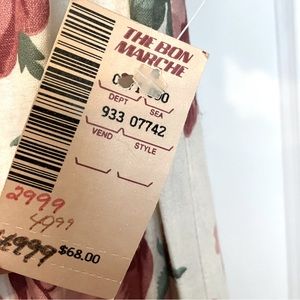 THE BON
MARCHE
DEPT SEA
933 07742
VEND STYLE
2999
4999
$68.00